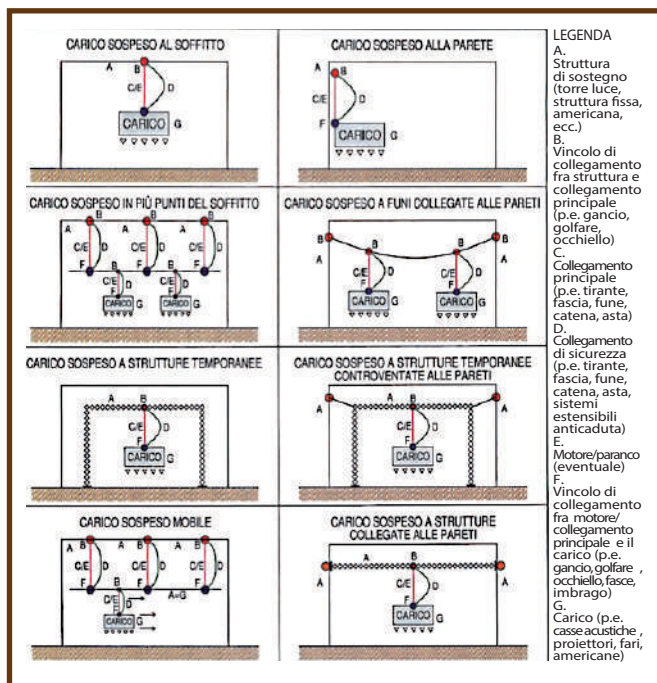 CARICO SOSPESO AL SOFFITTO
A
B
C/E
D
F
CARICO
G
CARICO SOSPESO ALLA PARETE
A
B
C/E
D
F
CARICO
G
CARICO SOSPESO IN PIÙ PUNTI DEL SOFFITTO
A B A B A B
C/E D C/E D C/E D
F B F B F
C/E D C/E D
F F
CARICO G CARICO G
CARICO SOSPESO A FUNI COLLEGATE ALLE PARETI
B B
A B B A
C/E D C/E D
F F
CARICO G CARICO G
CARICO SOSPESO A STRUTTURE TEMPORANEE
A B
C/E D
F
CARICO G
CARICO SOSPESO A STRUTTURE TEMPORANEE
CONTROVENTATE ALLE PARETI
A A B A
C/E D
F
CARICO G
CARICO SOSPESO MOBILE
A B A B A B
C/E D C/E D C/E D
F B F F
C/E D A=G
F
CARICO G
CARICO SOSPESO A STRUTTURE
COLLEGATE ALLE PARETI
A A B A
C/E D
F
CARICO G
LEGENDA
A.
Struttura
di sostegno
(torre luce,
struttura fissa,
americana,
ecc.)
B.
Vincolo di
collegamento
fra struttura e
collegamento
principale
(p.e. gancio,
golfare,
occhiello)
C.
Collegamento
principale
(p.e. tirante,
fascia, fune,
catena, asta)
D.
Collegamento
di sicurezza
(p.e. tirante,
fascia, fune,
catena, asta,
sistemi
estensibili
anticaduta)
E.
Motore/paranco
(eventuale)
F.
Vincolo di
collegamento
fra motore/
collegamento
principale e il
carico (p.e.
gancio, golfare ,
occhiello, fasce,
imbrago)
G.
Carico (p.e.
casse acustiche ,
proiettori, fari,
americane)